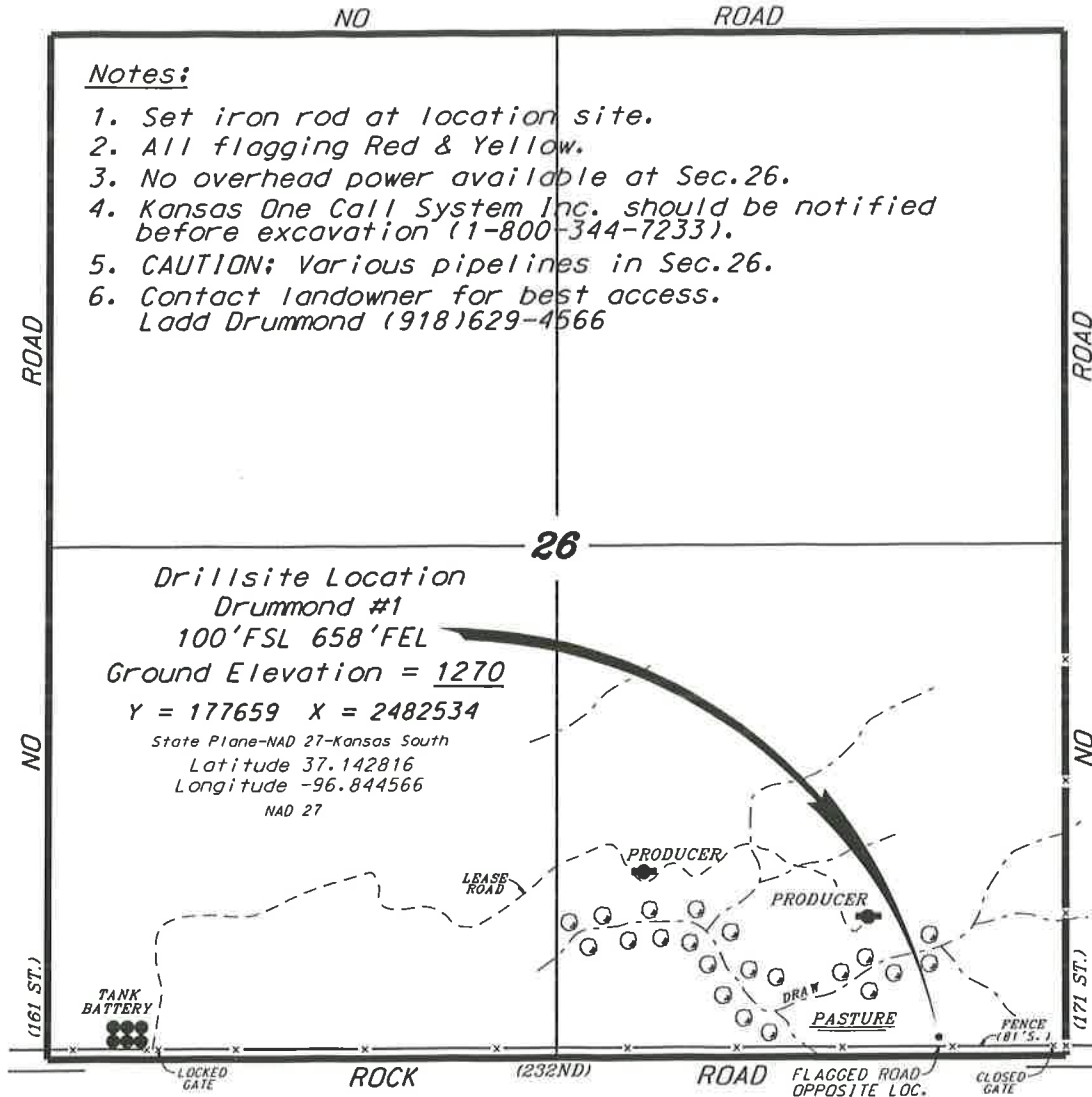 NO ROAD
Notes:
1. Set iron rod at location site.
2. All flagging Red & Yellow.
3. No overhead power available at Sec.26.
4. Kansas One Call System Inc. should be notified
before excavation (1-800-344-7233).
5. CAUTION: Various pipelines in Sec.26.
6. Contact landowner for best access.
Ladd Drummond (918)629-4566
ROAD
ROAD
26
Drillsite Location
Drummond #1
100'FSL 658'FEL
Ground Elevation = 1270
Y = 177659 X = 2482534
State Plane-NAD 27-Kansas South
Latitude 37.142816
Longitude -96.844566
NAD 27
NO
NO
PRODUCER
LEASE
ROAD
PRODUCER
DRAW
PASTURE
TANK
BATTERY
(161 ST.)
(171 ST.)
FENCE
(81'S.)
LOCKED
GATE
ROCK (232ND) ROAD
FLAGGED ROAD
OPPOSITE LOC.
CLOSED
GATE